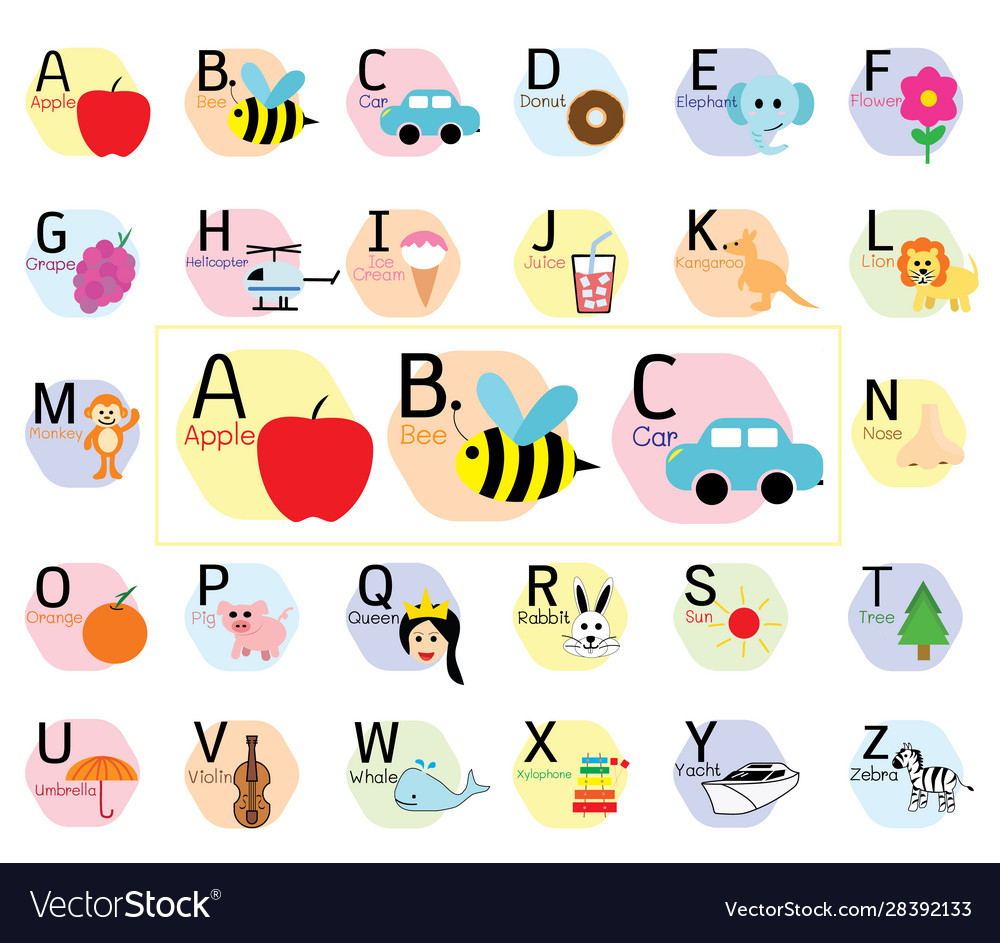 A
Apple
B
Bee
C
Car
D
Donut
E
Elephant
F
Flower
G
Grape
H
Helicopter
I
Ice
Cream
J
Juice
K
Kangaroo
L
Lion
M
Monkey
A
Apple
B
Bee
C
Car
N
Nose
O
Orange
P
Pig
Q
Queen
R
Rabbit
S
Sun
T
Tree
U
Umbrella
V
Violin
W
Whale
X
Xylophone
Y
Yacht
Z
Zebra
VectorStock®
VectorStock.com/28392133